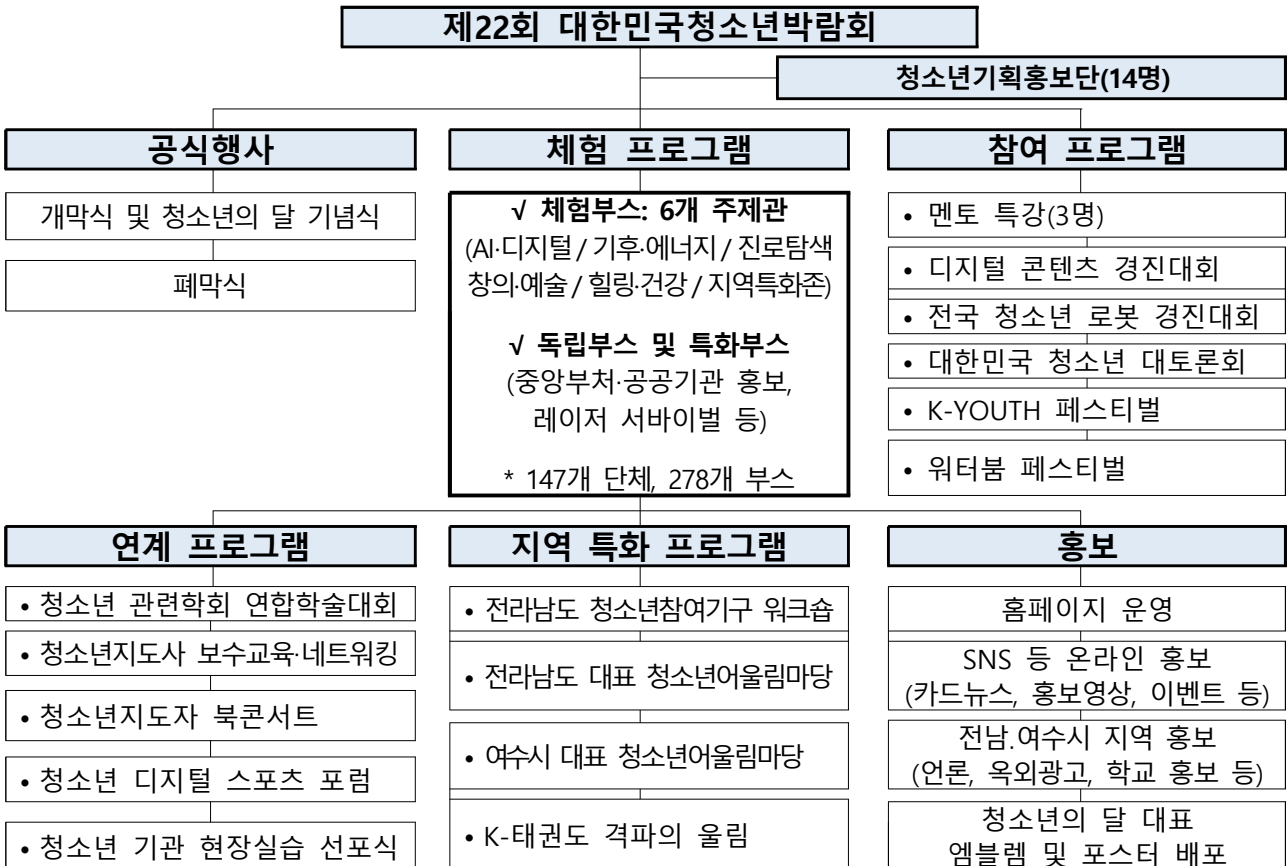 제22회 대한민국청소년박람회
청소년기획홍보단(14명)
공식행사
개막식 및 청소년의 달 기념식
폐막식
체험 프로그램
√ 체험부스: 6개 주제관
(AI·디지털 / 기후·에너지 / 진로탐색
창의·예술 / 힐링·건강 / 지역특화존)
√ 독립부스 및 특화부스
(중앙부처·공공기관 홍보,
레이저 서바이벌 등)
* 147개 단체, 278개 부스
참여 프로그램
• 멘토 특강(3명)
• 디지털 콘텐츠 경진대회
• 전국 청소년 로봇 경진대회
• 대한민국 청소년 대토론회
• K-YOUTH 페스티벌
• 워터붐 페스티벌
연계 프로그램
• 청소년 관련학회 연합학술대회
• 청소년지도사 보수교육·네트워킹
• 청소년지도자 북콘서트
• 청소년 디지털 스포츠 포럼
• 청소년 기관 현장실습 선포식
지역 특화 프로그램
• 전라남도 청소년참여기구 워크숍
• 전라남도 대표 청소년어울림마당
• 여수시 대표 청소년어울림마당
• K-태권도 격파의 울림
홍보
홈페이지 운영
SNS 등 온라인 홍보
(카드뉴스, 홍보영상, 이벤트 등)
전남.여수시 지역 홍보
(언론, 옥외광고, 학교 홍보 등)
청소년의 달 대표
엠블렘 및 포스터 배포